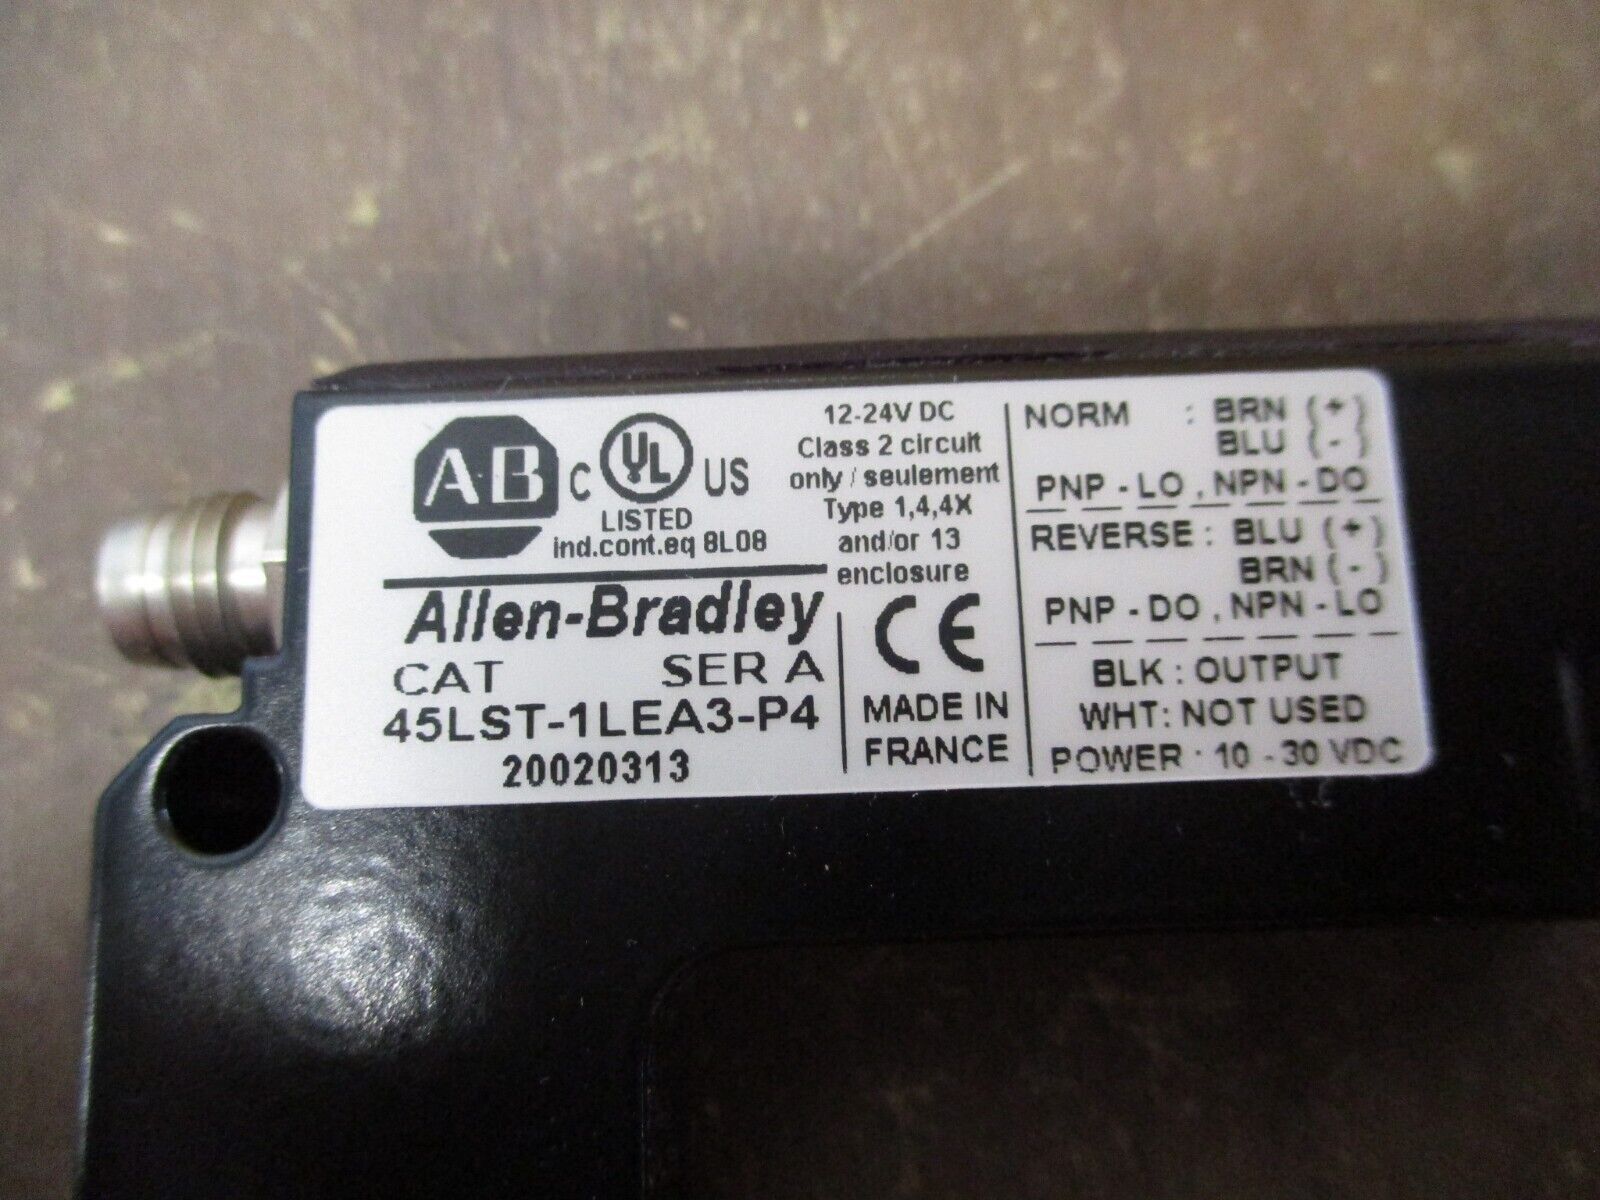 AB
C UL US
LISTED
ind.cont.eq 8L08
Allen-Bradley
CAT SER A
45LST-1LEA3-P4
20020313
12-24V DC
Class 2 circuit
only / seulement
Type 1,4,4X
and/or 13
enclosure
CE
MADE IN
FRANCE
NORM : BRN (+)
BLU (-)
PNP - LO , NPN - DO
REVERSE : BLU (+)
BRN (-)
PNP - DO , NPN - LO
BLK : OUTPUT
WHT : NOT USED
POWER : 10 - 30 VDC